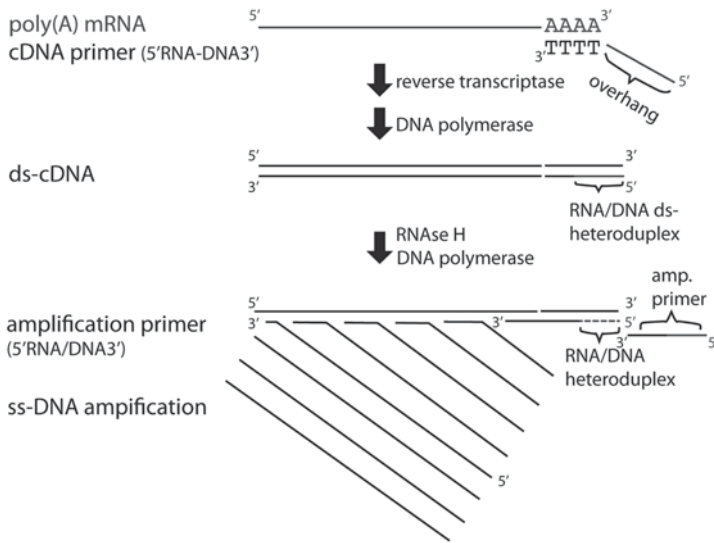 5′ 3′
poly(A) mRNA AAAA
cDNA primer (5′RNA-DNA3′) 3′ TTTT
5′
overhang
reverse transcriptase
DNA polymerase
5′ 3′
ds-cDNA
3′ 5′
RNA/DNA ds-
heteroduplex
RNAse H
DNA polymerase
amp.
primer
5′ 3′
amplification primer 3′ 3′ 5′
(5′RNA/DNA3′) 3′ 5′
RNA/DNA
heteroduplex
ss-DNA ampification
5′